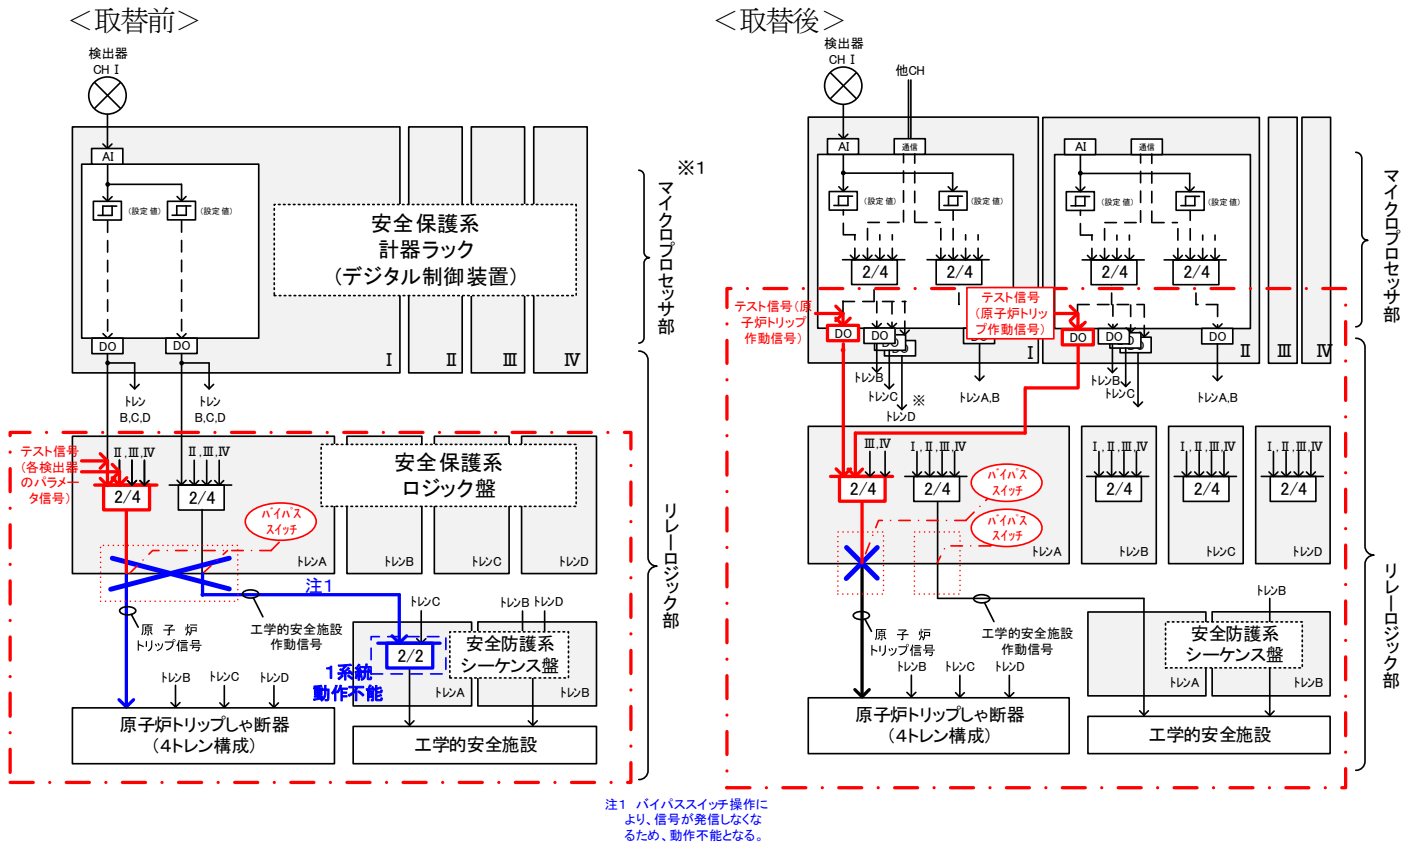 ＜取替前＞
検出器
CH I
AI
(設定値)
(設定値)
安全保護系
計器ラック
(デジタル制御装置)
DO
DO
I
II
III
IV
※1
マイクロプロセッサ部
トレン
B,C,D
トレン
B,C,D
テスト信号
(各検出器
のパラメー
タ信号)
II,III,IV
II,III,IV
2/4
2/4
安全保護系
ロジック盤
バイパス
スイッチ
トレンA
トレンB
トレンC
トレンD
注1
原 子 炉
トリップ信号
工学的安全施設
作動信号
トレンC
トレンB
トレンD
2/2
安全防護系
シーケンス盤
トレンA
トレンB
1系統
動作不能
トレンB
トレンC
トレンD
原子炉トリップしゃ断器
(4トレン構成)
工学的安全施設
リレーロジック部
注1 バイパススイッチ操作に
より、信号が発信しなくな
るため、動作不能となる。
＜取替後＞
検出器
CH I
他CH
AI
通信
(設定値)
(設定値)
2/4
2/4
AI
通信
(設定値)
(設定値)
2/4
2/4
テスト信号(原
子炉トリップ
作動信号)
テスト信号
(原子炉トリッ
プ作動信号)
DO
DO
DO
DO
DO
I
II
III
IV
トレンB
トレンC
※
トレンD
トレンA,B
トレンB
トレンC
トレンA,B
マイクロプロセッサ部
III,IV
I,II,III,IV
2/4
2/4
バイパス
スイッチ
バイパス
スイッチ
トレンA
I,II,III,IV
2/4
トレンB
I,II,III,IV
2/4
トレンC
I,II,III,IV
2/4
トレンD
原 子 炉
トリップ信号
工学的安全施設
作動信号
トレンB
トレンC
トレンD
トレンB
安全防護系
シーケンス盤
トレンA
トレンB
原子炉トリップしゃ断器
(4トレン構成)
工学的安全施設
リレーロジック部